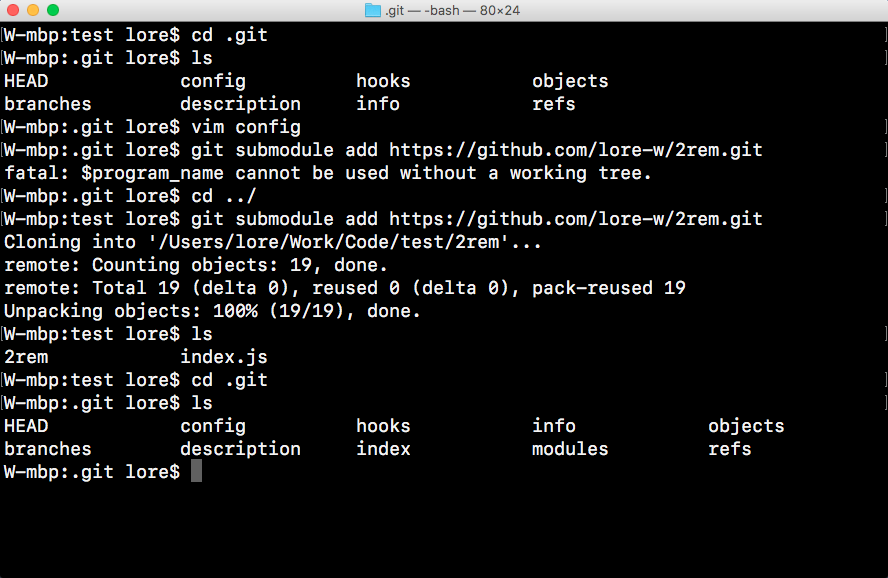 .git — -bash — 80×24
W-mbp:test lore$ cd .git
W-mbp:.git lore$ ls
HEAD config hooks objects
branches description info refs
W-mbp:.git lore$ vim config
W-mbp:.git lore$ git submodule add https://github.com/lore-w/2rem.git
fatal: $program_name cannot be used without a working tree.
W-mbp:.git lore$ cd ../
W-mbp:test lore$ git submodule add https://github.com/lore-w/2rem.git
Cloning into '/Users/lore/Work/Code/test/2rem'...
remote: Counting objects: 19, done.
remote: Total 19 (delta 0), reused 0 (delta 0), pack-reused 19
Unpacking objects: 100% (19/19), done.
W-mbp:test lore$ ls
2rem index.js
W-mbp:test lore$ cd .git
W-mbp:.git lore$ ls
HEAD config hooks info objects
branches description index modules refs
W-mbp:.git lore$